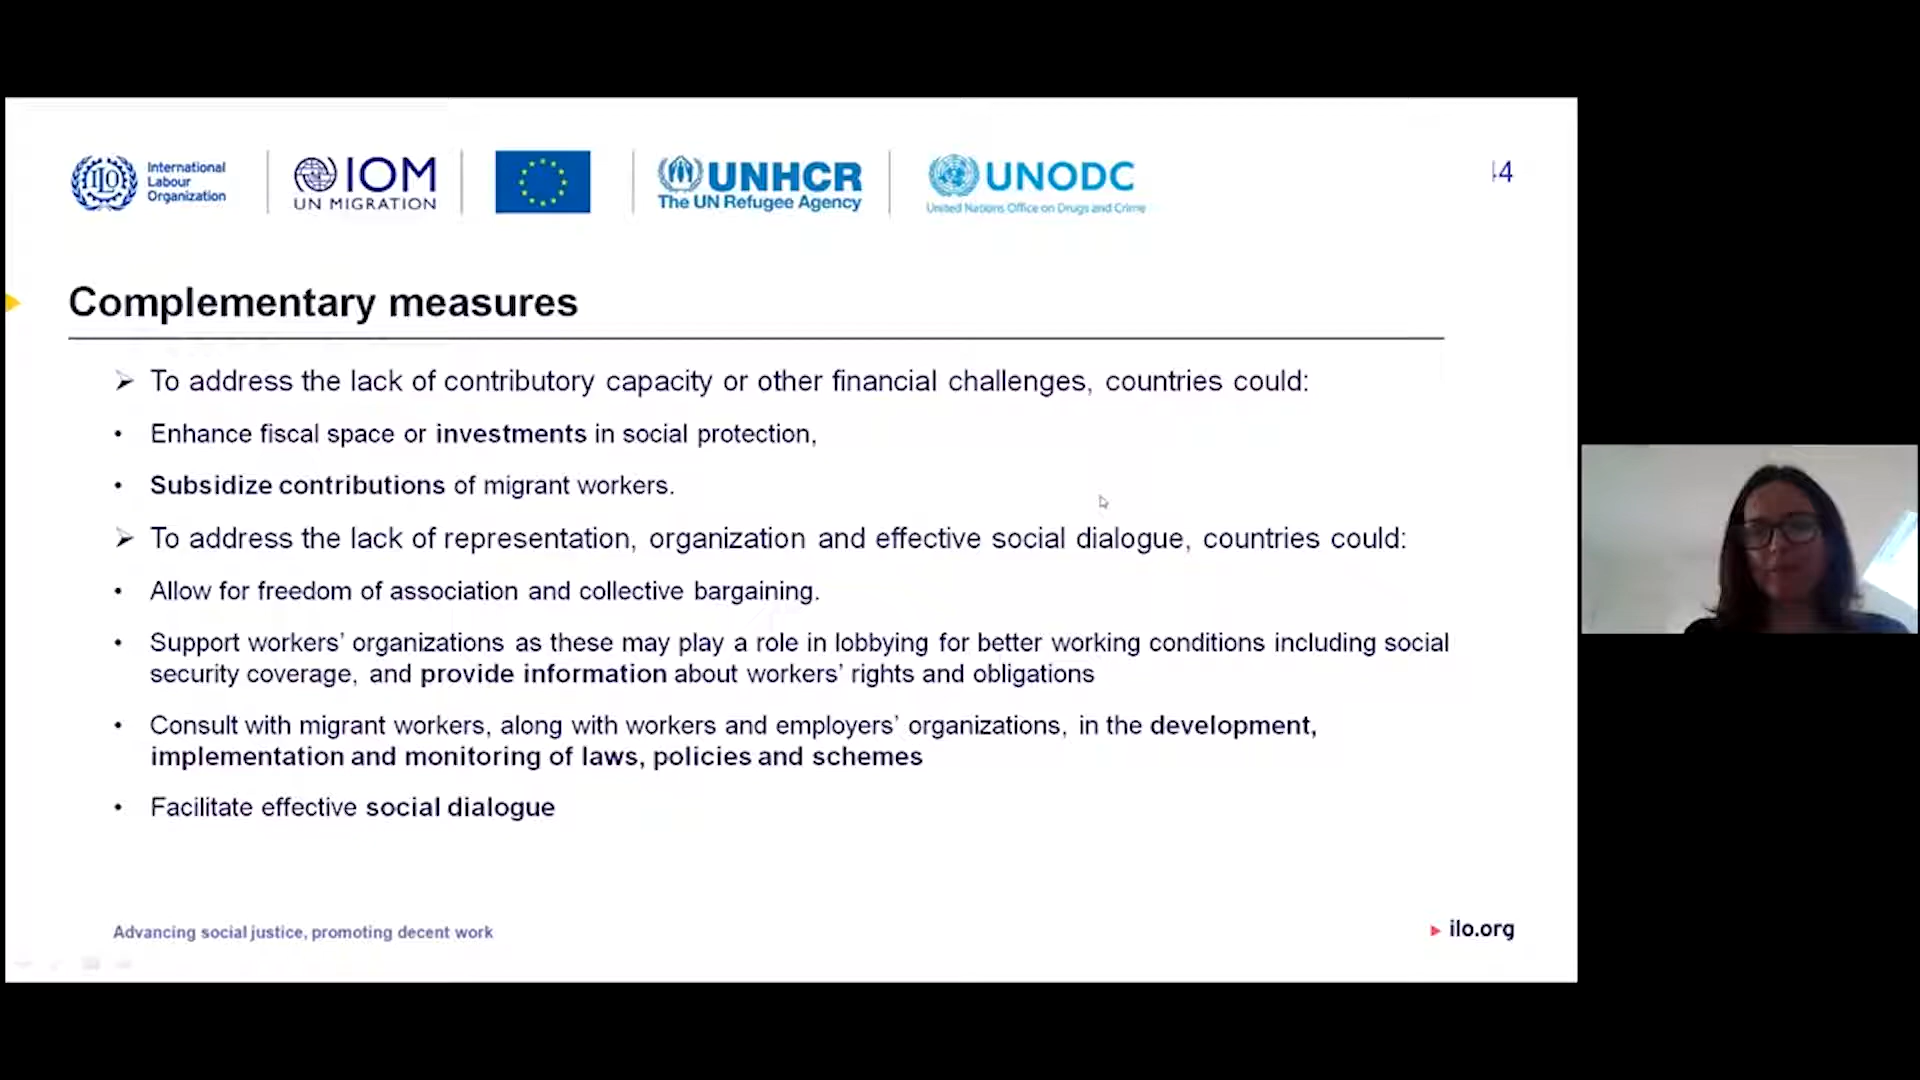 International
Labour
Organization
IOM
UN MIGRATION
UNHCR
The UN Refugee Agency
UNODC
United Nations Office on Drugs and Crime
Complementary measures
➢ To address the lack of contributory capacity or other financial challenges, countries could:
• Enhance fiscal space or investments in social protection,
• Subsidize contributions of migrant workers.
➢ To address the lack of representation, organization and effective social dialogue, countries could:
• Allow for freedom of association and collective bargaining.
• Support workers’ organizations as these may play a role in lobbying for better working conditions including social
security coverage, and provide information about workers’ rights and obligations
• Consult with migrant workers, along with workers and employers’ organizations, in the development,
implementation and monitoring of laws, policies and schemes
• Facilitate effective social dialogue
Advancing social justice, promoting decent work
ilo.org